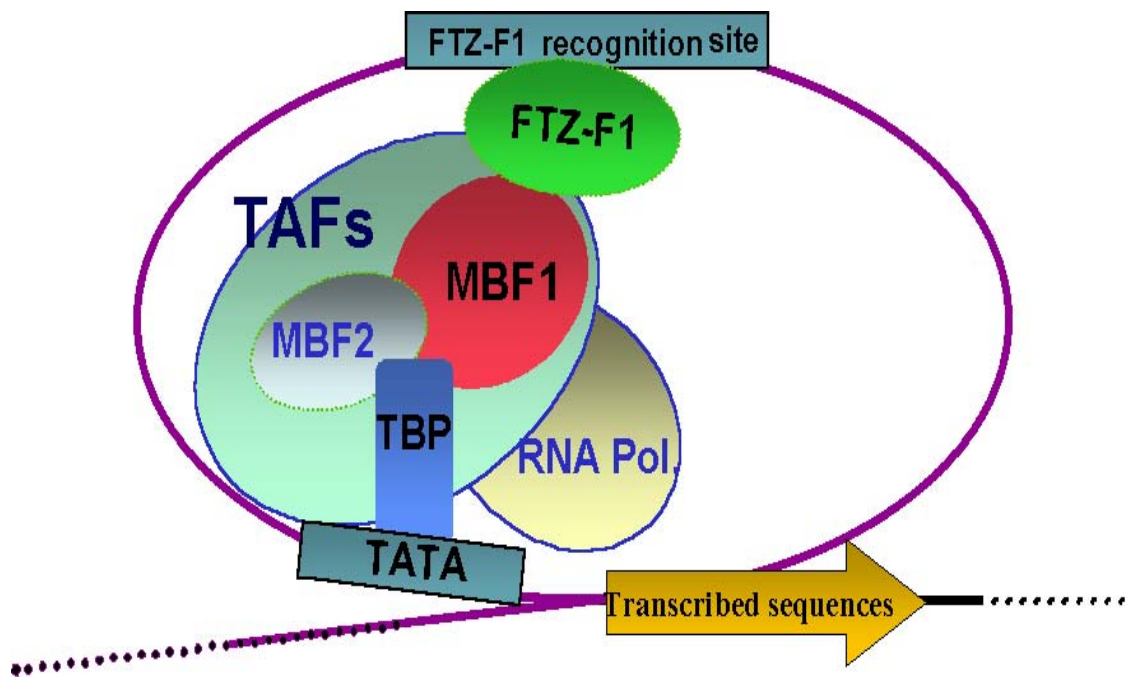 FTZ-F1 recognition site
FTZ-F1
TAFs
MBF1
MBF2
TBP
RNA Pol.
TATA
Transcribed sequences